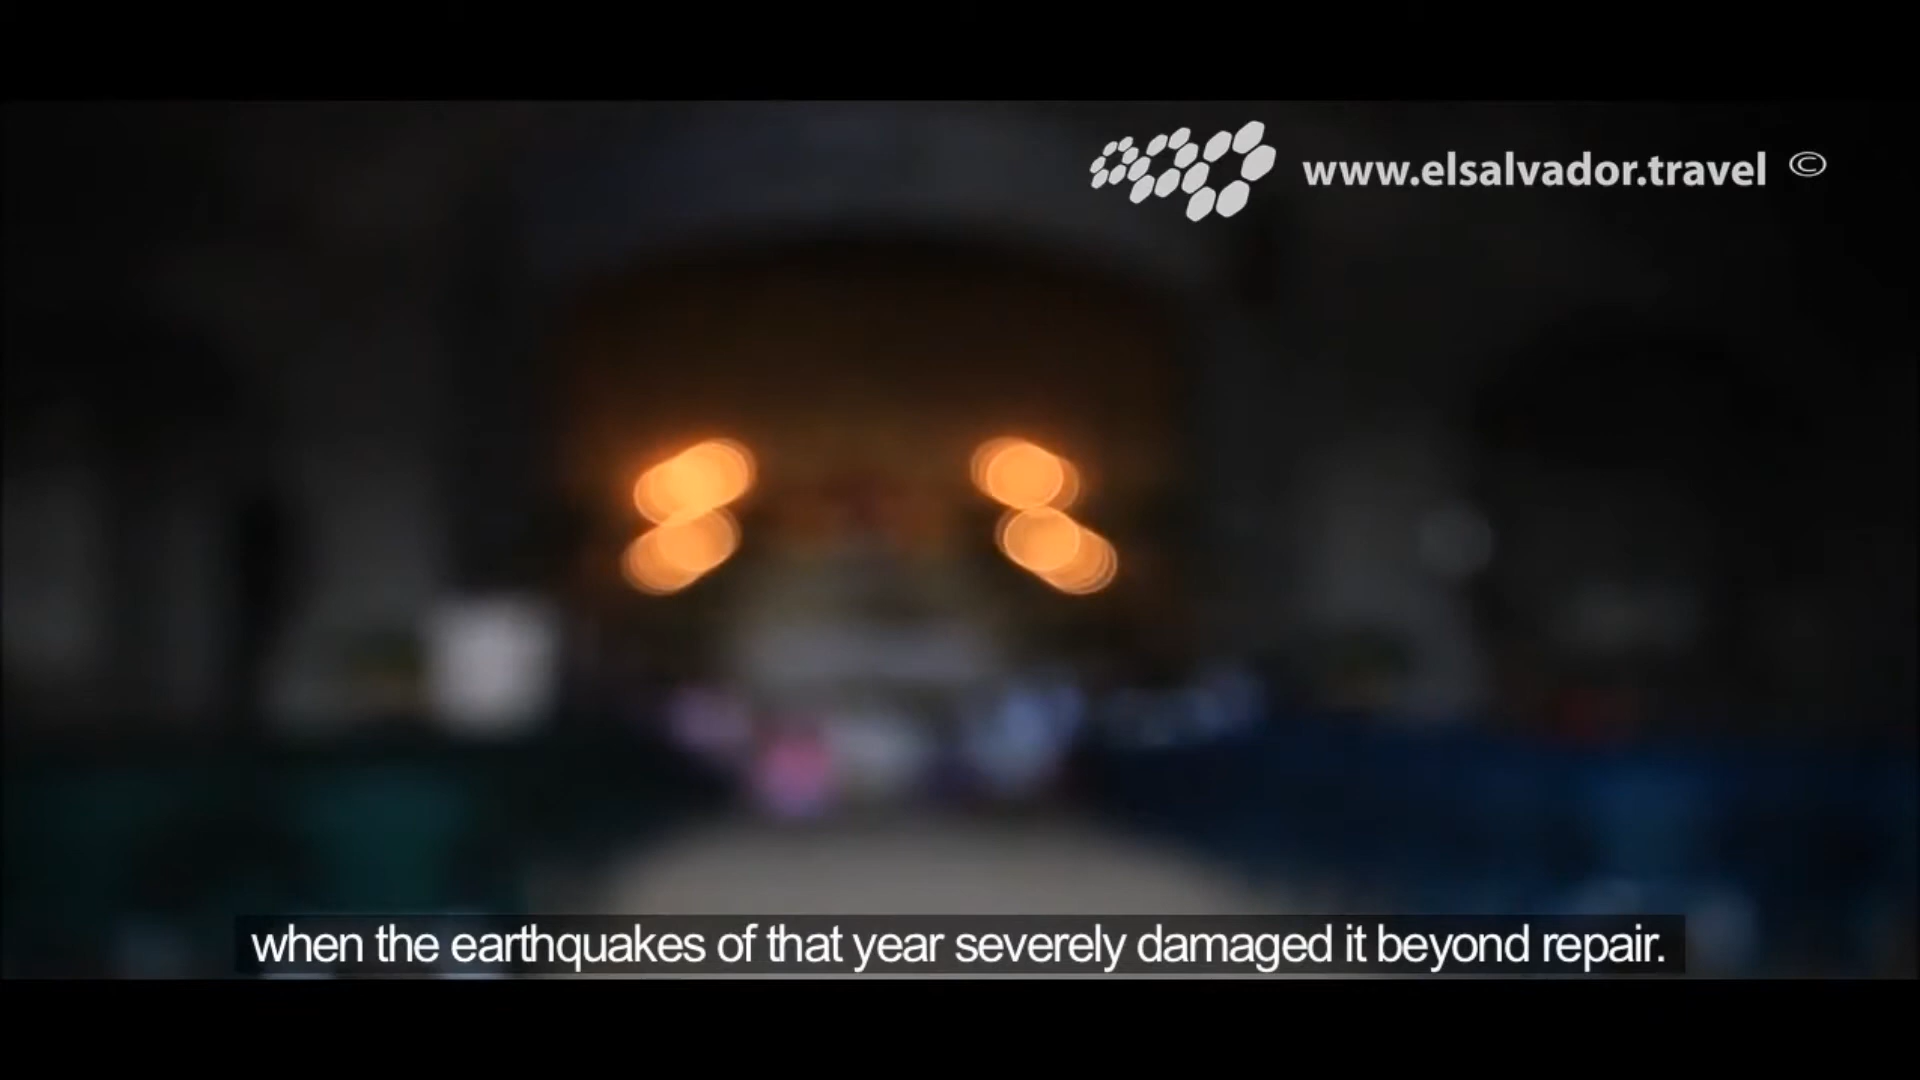 www.elsalvador.travel ©
when the earthquakes of that year severely damaged it beyond repair.